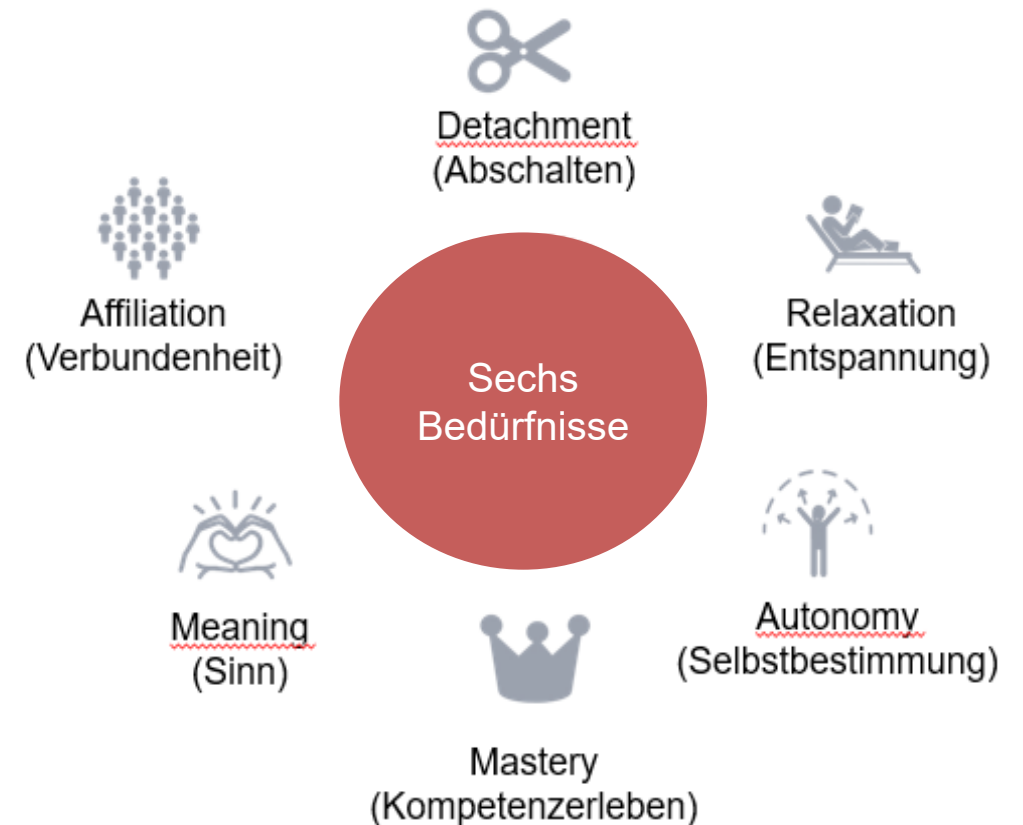 Detachment
(Abschalten)
Affiliation
(Verbundenheit)
Relaxation
(Entspannung)
Sechs
Bedürfnisse
Meaning
(Sinn)
Autonomy
(Selbstbestimmung)
Mastery
(Kompetenzerleben)